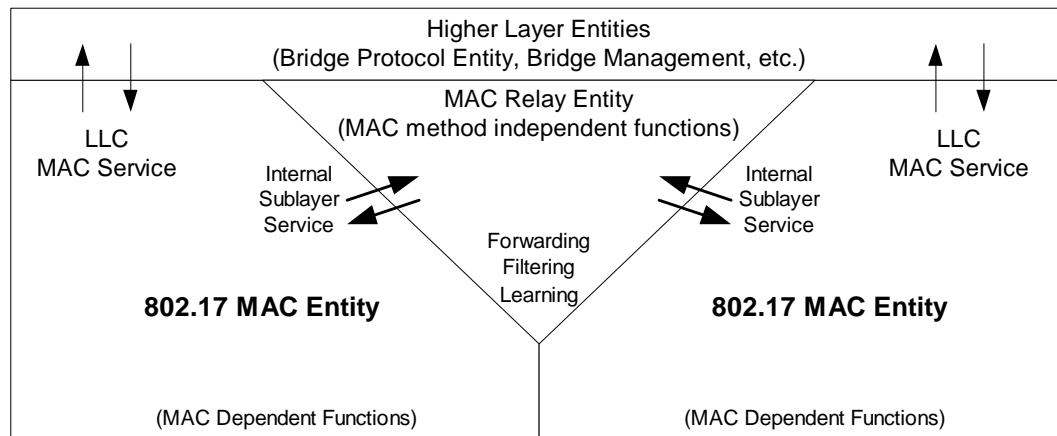 Higher Layer Entities
(Bridge Protocol Entity, Bridge Management, etc.)
MAC Relay Entity
(MAC method independent functions)
LLC
MAC Service
LLC
MAC Service
Internal
Sublayer
Service
Internal
Sublayer
Service
Forwarding
Filtering
Learning
802.17 MAC Entity
802.17 MAC Entity
(MAC Dependent Functions)
(MAC Dependent Functions)